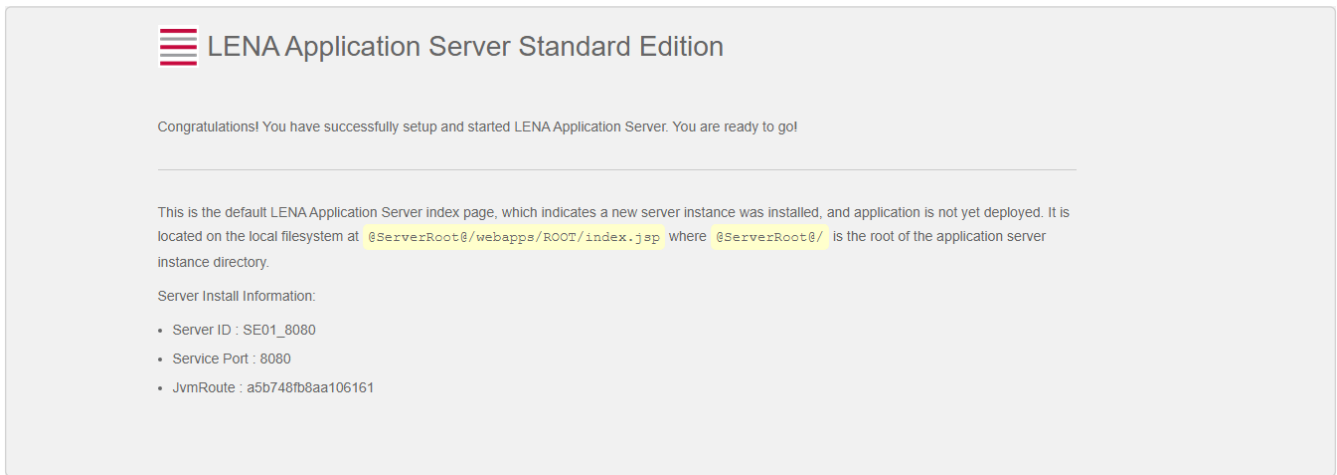 LENA Application Server Standard Edition
Congratulations! You have successfully setup and started LENA Application Server. You are ready to go!
This is the default LENA Application Server index page, which indicates a new server instance was installed, and application is not yet deployed. It is
located on the local filesystem at @ServerRoot@/webapps/ROOT/index.jsp where @ServerRoot@/ is the root of the application server
instance directory.
Server Install Information:
• Server ID : SE01_8080
• Service Port : 8080
• JvmRoute : a5b748fb8aa106161